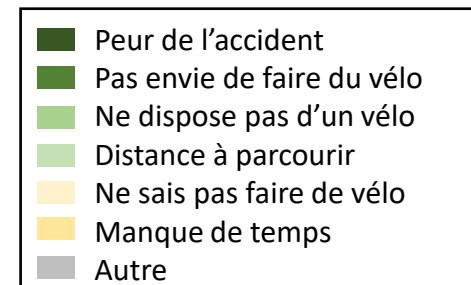 Peur de l’accident
Pas envie de faire du vélo
Ne dispose pas d’un vélo
Distance à parcourir
Ne sais pas faire de vélo
Manque de temps
Autre